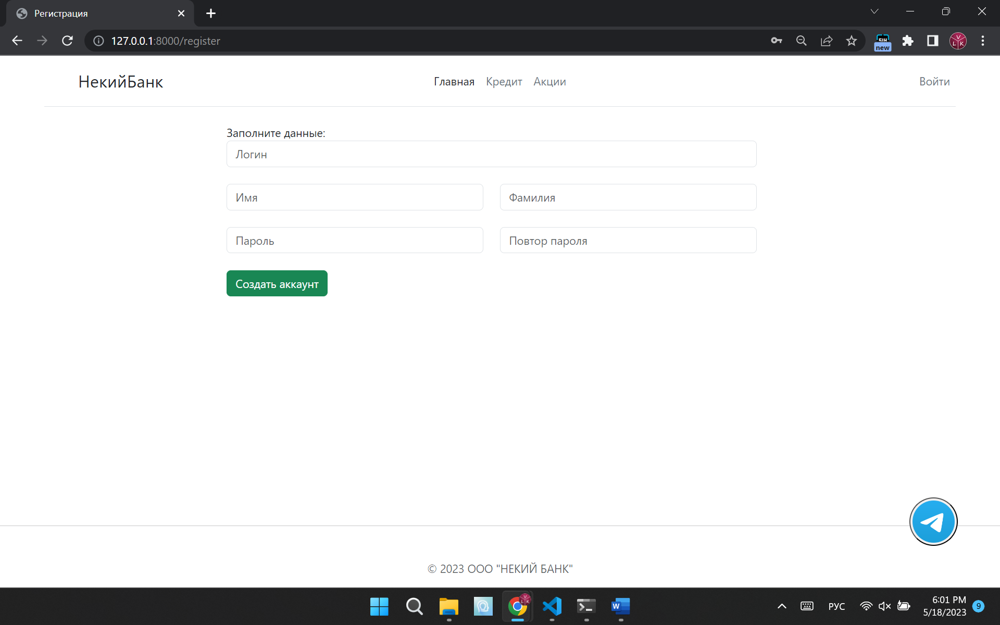 Регистрация
127.0.0.1:8000/register
new
НекийБанк
Главная Кредит Акции
Войти
Заполните данные:
Логин
Имя
Фамилия
Пароль
Повтор пароля
Создать аккаунт
© 2023 ООО "НЕКИЙ БАНК"
РУС
6:01 PM
5/18/2023
9